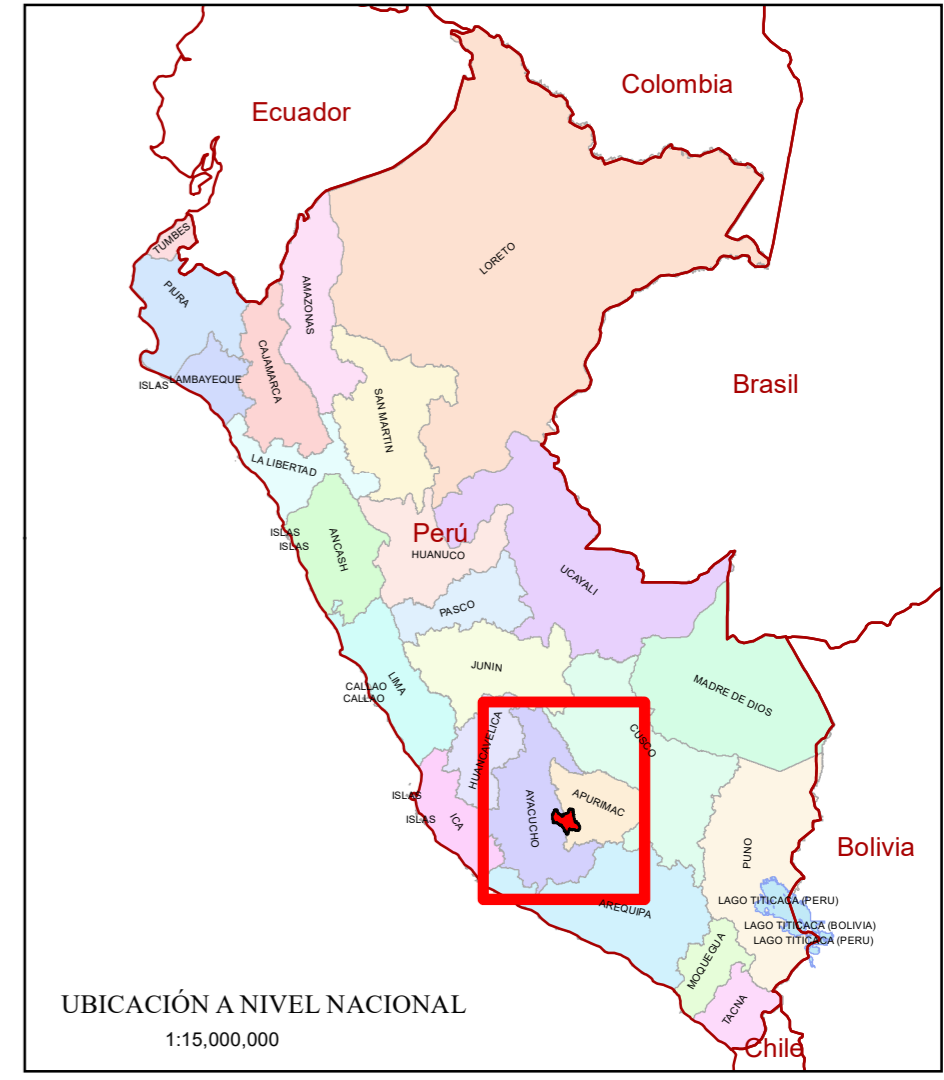 Colombia
Ecuador
TUMBES
LORETO
PIURA
AMAZONAS
CAJAMARCA
ISLAS
LAMBAYEQUE
Brasil
SAN MARTIN
LA LIBERTAD
ISLAS
ISLAS
ANCASH
Perú
HUANUCO
UCAYALI
PASCO
JUNIN
LIMA
CALLAO
CALLAO
MADRE DE DIOS
HUANCAVELICA
CUSCO
ISLAS
ISLAS
ICA
AYACUCHO
APURIMAC
PUNO
Bolivia
AREQUIPA
LAGO TITICACA (PERU)
LAGO TITICACA (BOLIVIA)
LAGO TITICACA (PERU)
MOQUEGUA
TACNA
Chile
UBICACIÓN A NIVEL NACIONAL
1:15,000,000